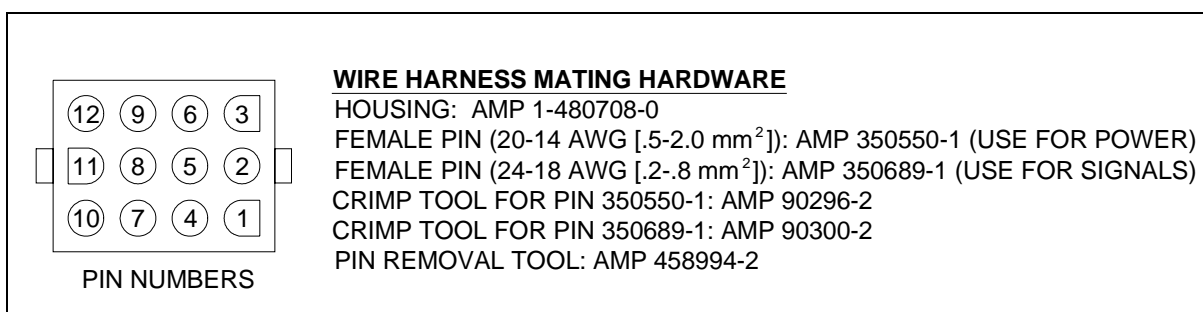 WIRE HARNESS MATING HARDWARE
HOUSING: AMP 1-480708-0
FEMALE PIN (20-14 AWG [.5-2.0 mm²]): AMP 350550-1 (USE FOR POWER)
FEMALE PIN (24-18 AWG [.2-.8 mm²]): AMP 350689-1 (USE FOR SIGNALS)
CRIMP TOOL FOR PIN 350550-1: AMP 90296-2
CRIMP TOOL FOR PIN 350689-1: AMP 90300-2
PIN REMOVAL TOOL: AMP 458994-2
12 9 6 3
11 8 5 2
10 7 4 1
PIN NUMBERS